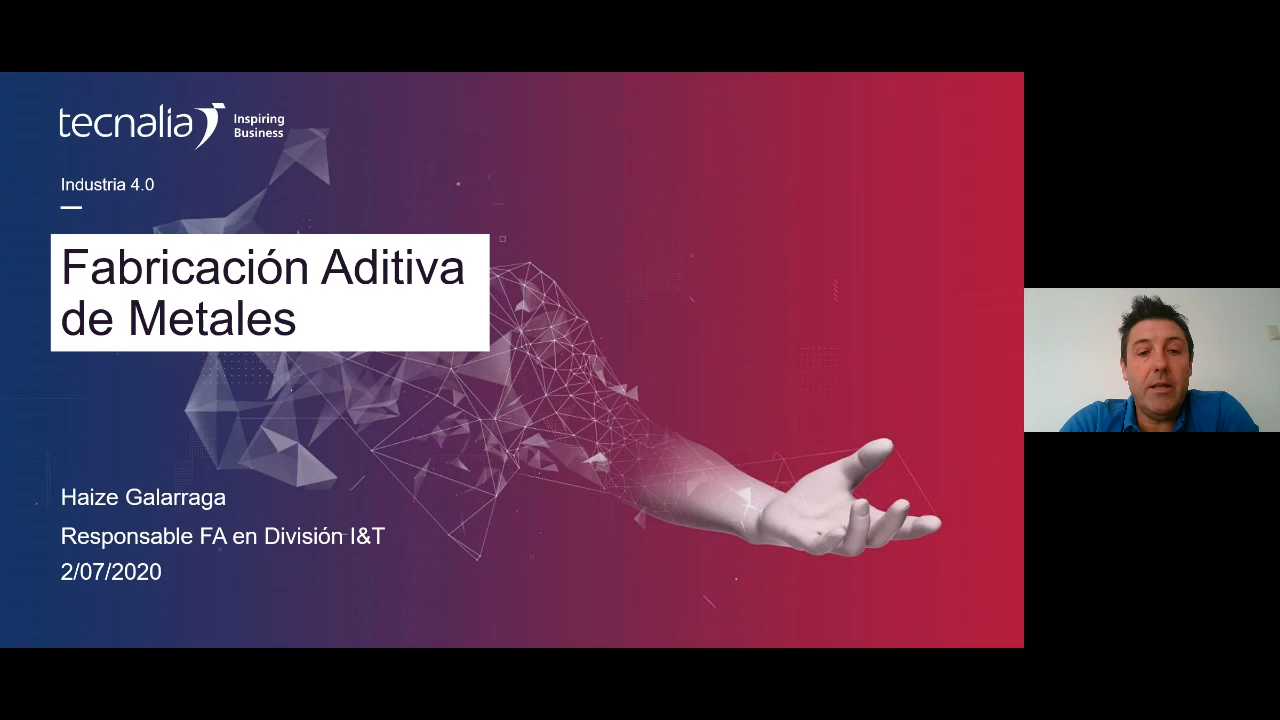 tecnalia
Inspiring
Business
Industria 4.0
Fabricación Aditiva
de Metales
Haize Galarraga
Responsable FA en División I&T
2/07/2020